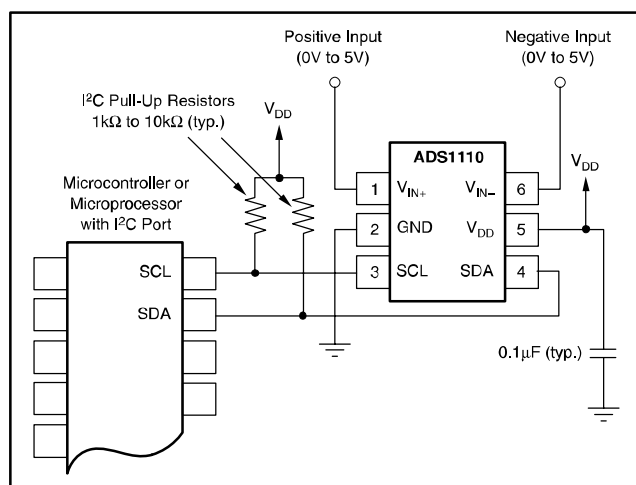 Positive Input
(0V to 5V)
Negative Input
(0V to 5V)
I²C Pull-Up Resistors
1kΩ to 10kΩ (typ.)
V_DD
Microcontroller or
Microprocessor
with I²C Port
ADS1110
V_DD
1 V_IN+ V_IN− 6
2 GND V_DD 5
3 SCL SDA 4
SCL
SDA
0.1μF (typ.)